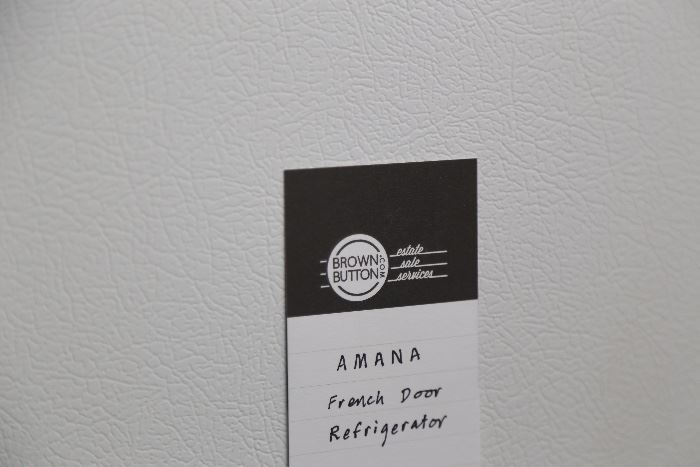 BROWN
BUTTON
.COM
estate
sale
services
AMANA
French Door
Refrigerator